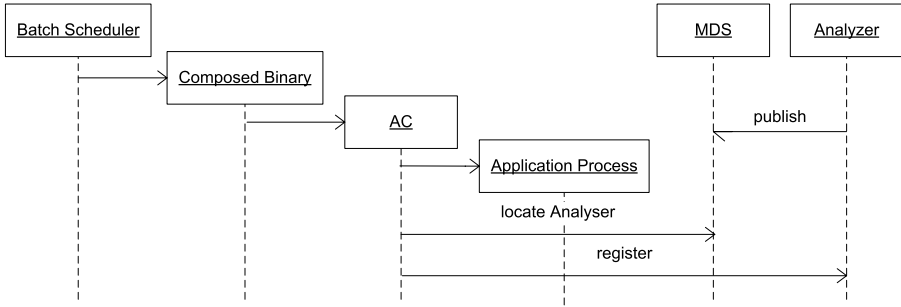 Batch Scheduler
MDS
Analyzer
Composed Binary
AC
publish
Application Process
locate Analyser
register